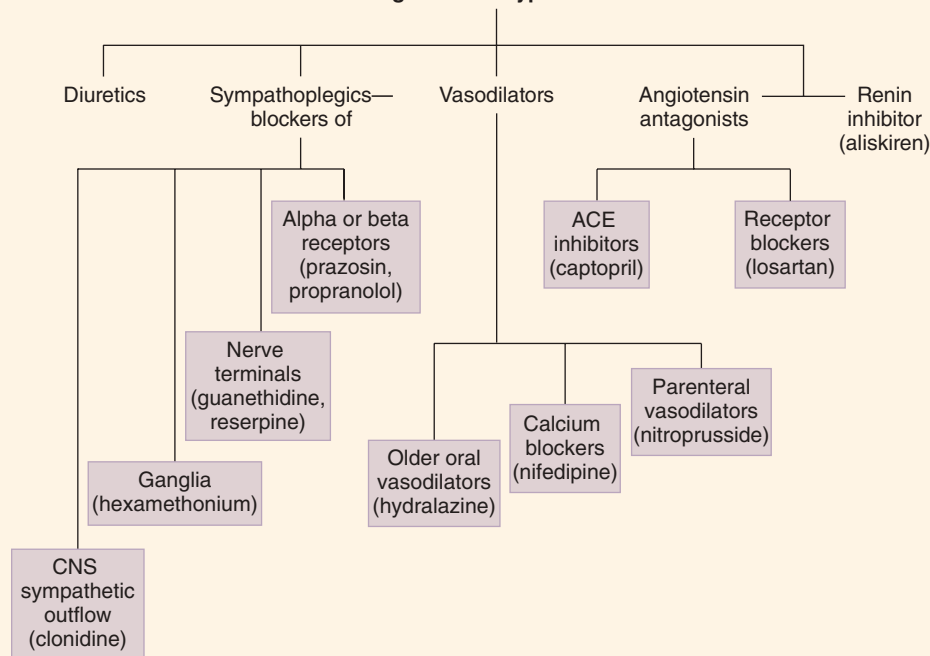 Diuretics
Sympathoplegics—
blockers of
Vasodilators
Angiotensin
antagonists
Renin
inhibitor
(aliskiren)
Alpha or beta
receptors
(prazosin,
propranolol)
ACE
inhibitors
(captopril)
Receptor
blockers
(losartan)
Nerve
terminals
(guanethidine,
reserpine)
Parenteral
vasodilators
(nitroprusside)
Calcium
blockers
(nifedipine)
Older oral
vasodilators
(hydralazine)
Ganglia
(hexamethonium)
CNS
sympathetic
outflow
(clonidine)